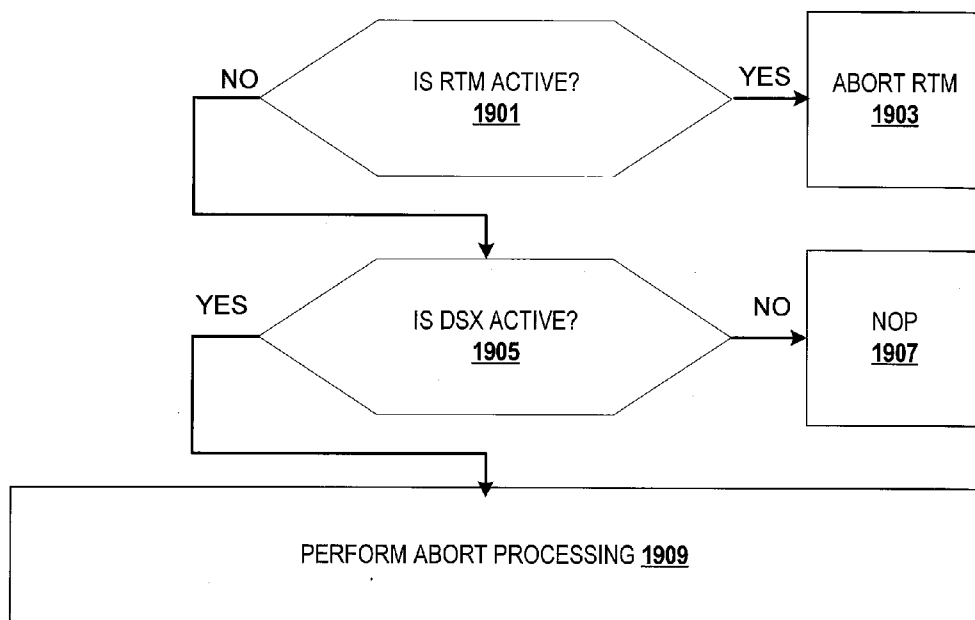 NO
IS RTM ACTIVE?
1901
YES
ABORT RTM
1903
YES
IS DSX ACTIVE?
1905
NO
NOP
1907
PERFORM ABORT PROCESSING 1909